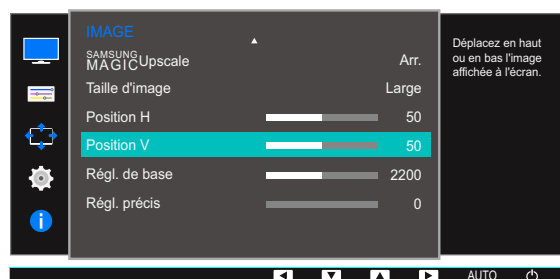 IMAGE
SAMSUNG
MAGICUpscale Arr.
Taille d'image Large
Position H 50
Position V 50
Régl. de base 2200
Régl. précis 0
Déplacez en haut
ou en bas l'image
affichée à l'écran.
AUTO